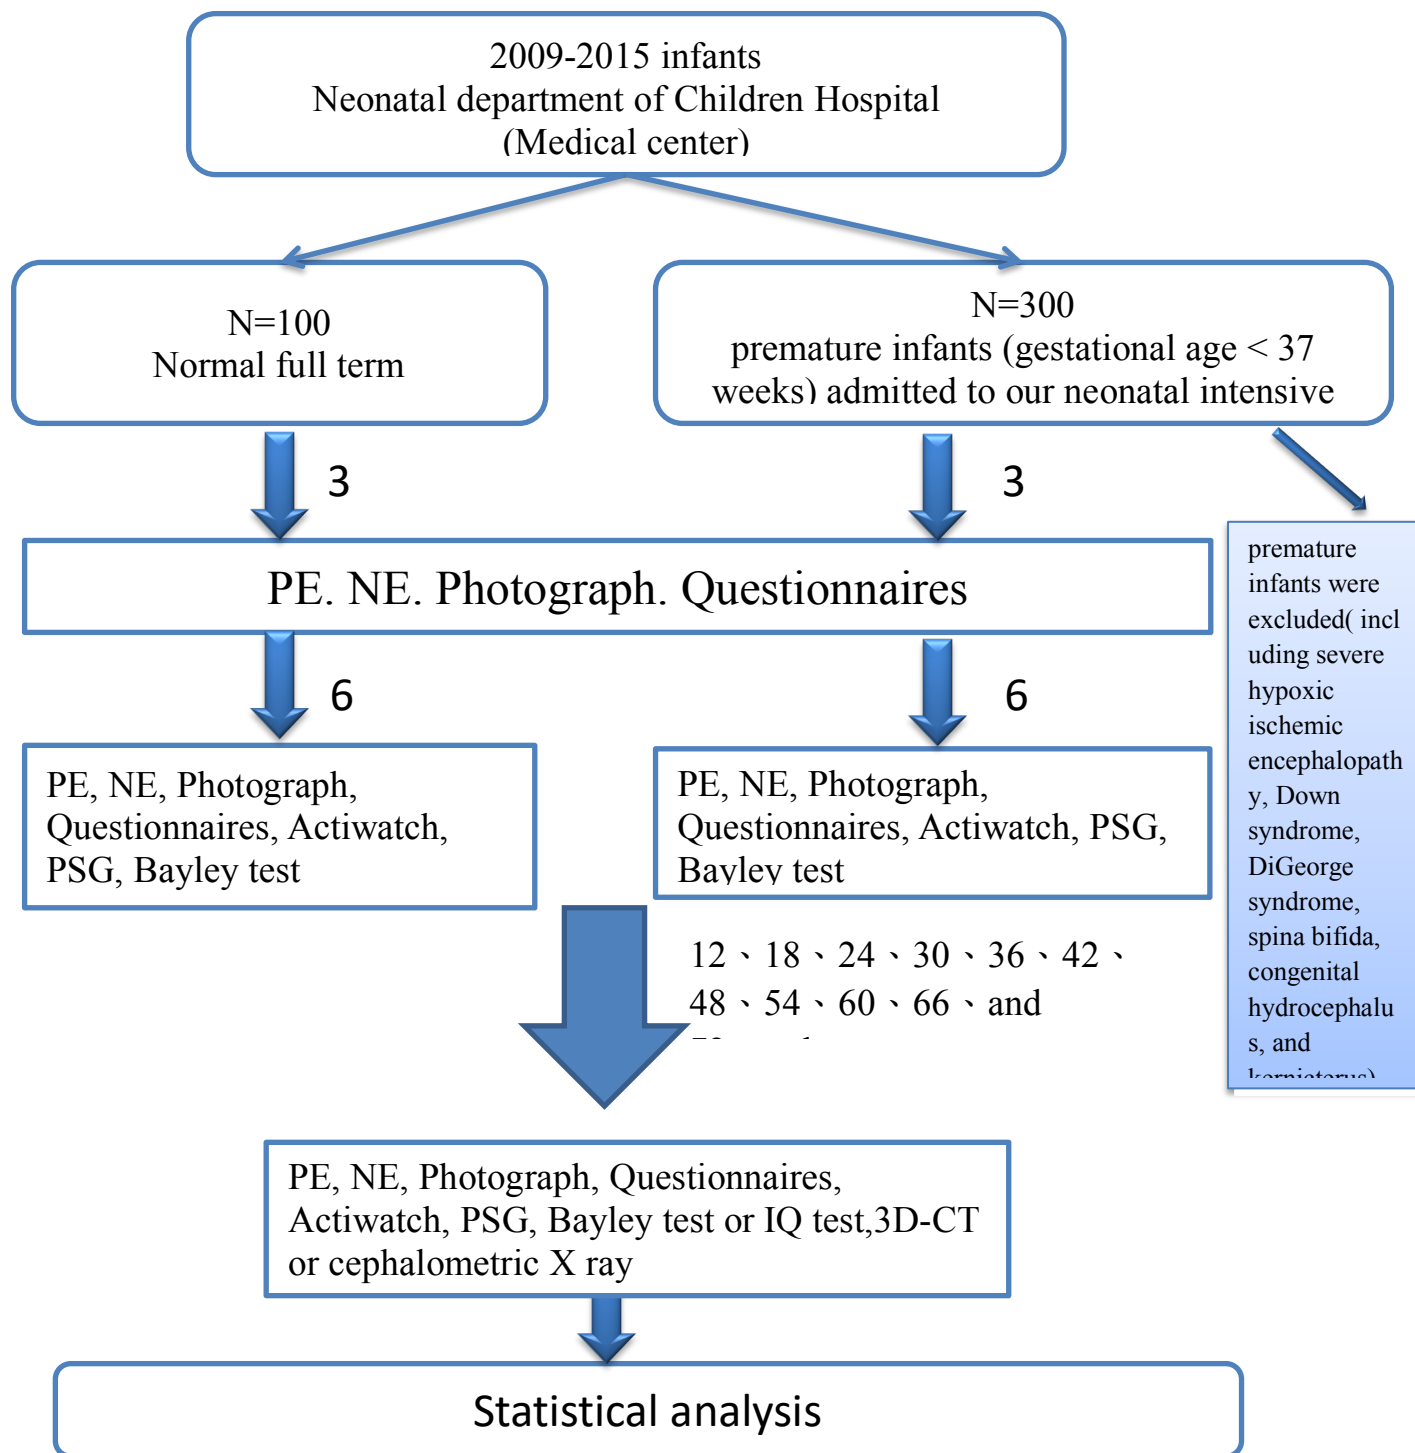 2009-2015 infants
Neonatal department of Children Hospital
(Medical center)
N=100
Normal full term
N=300
premature infants (gestational age < 37
weeks) admitted to our neonatal intensive
3
3
PE. NE. Photograph. Questionnaires
premature
infants were
excluded( incl
uding severe
hypoxic
ischemic
encephalopath
y, Down
syndrome,
DiGeorge
syndrome,
spina bifida,
congenital
hydrocephalu
s, and
kernicterus)
6
6
PE, NE, Photograph,
Questionnaires, Actiwatch,
PSG, Bayley test
PE, NE, Photograph,
Questionnaires, Actiwatch, PSG,
Bayley test
12、18、24、30、36、42、
48、54、60、66、and
PE, NE, Photograph, Questionnaires,
Actiwatch, PSG, Bayley test or IQ test,3D-CT
or cephalometric X ray
Statistical analysis